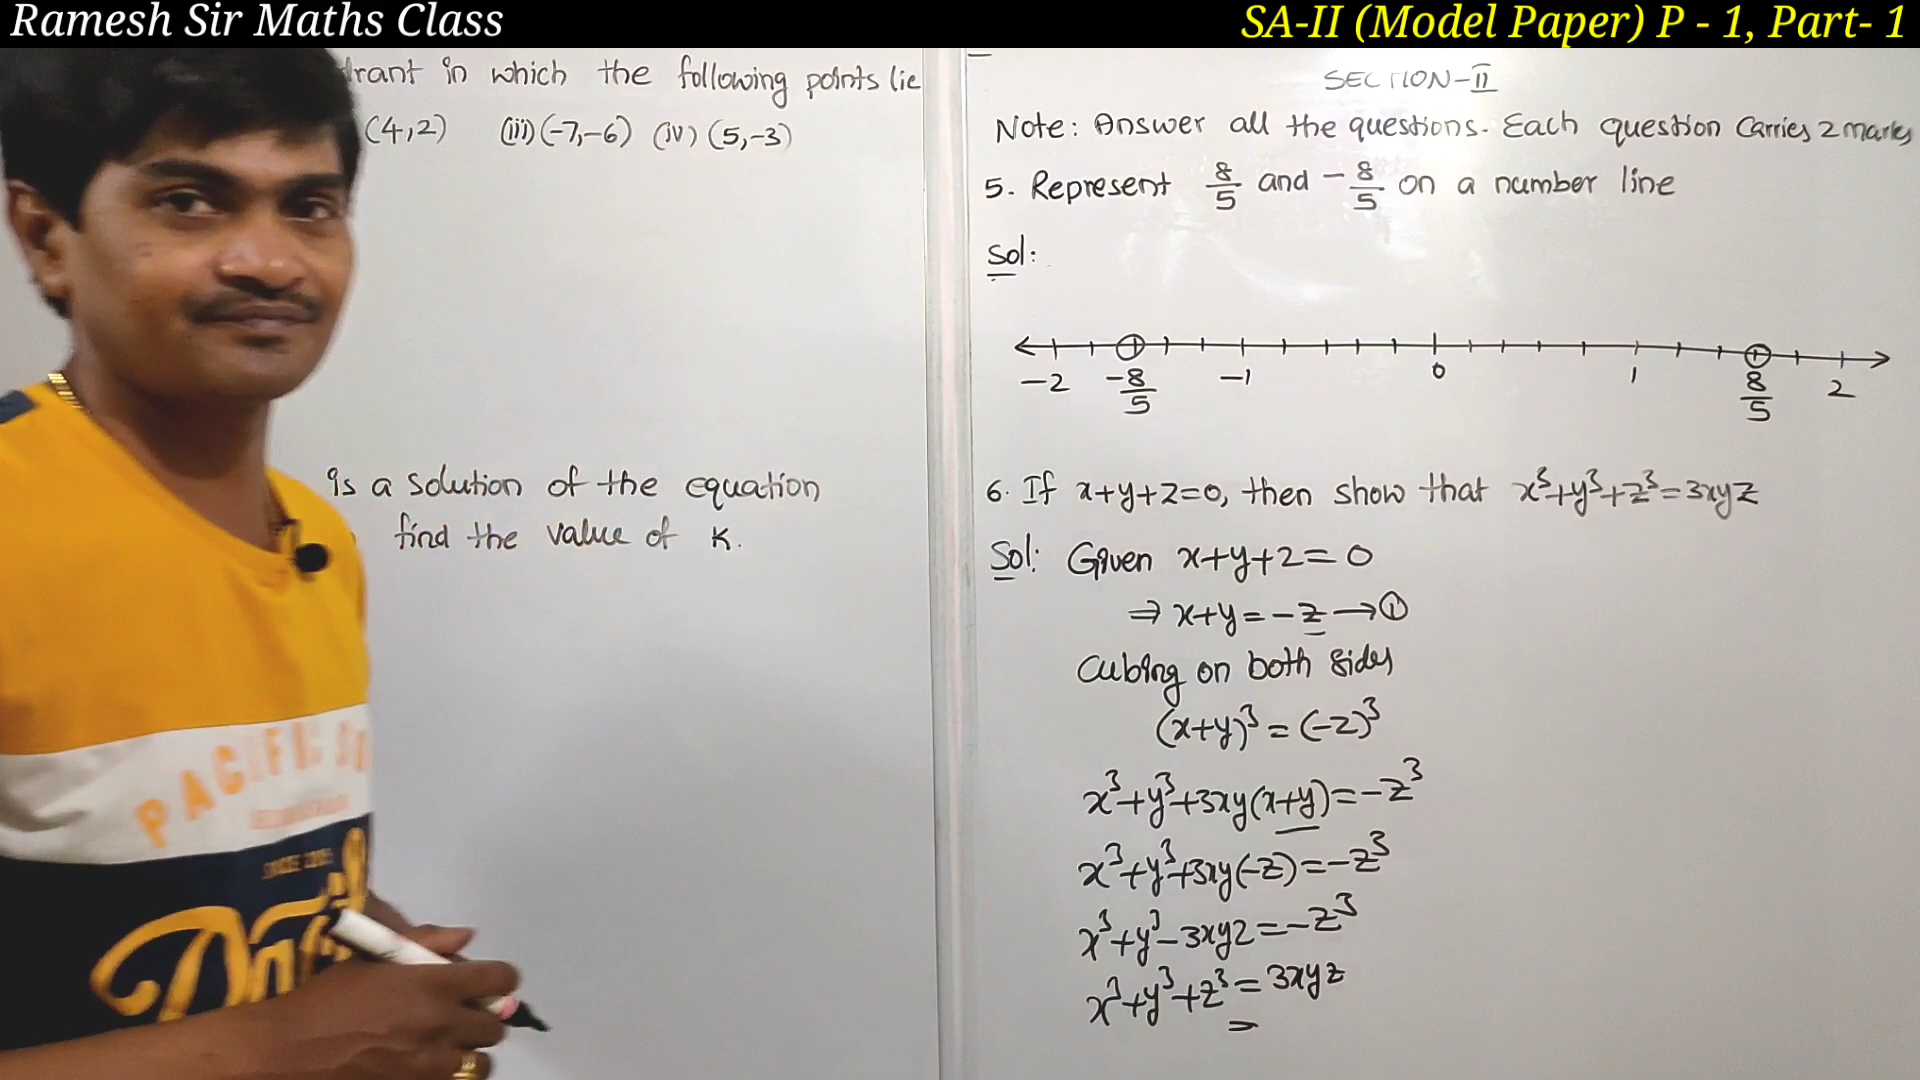 Ramesh Sir Maths Class
SA-II (Model Paper) P - 1, Part- 1
drant in which the following points lie
(4,2) (iii) (-7,-6) (iv) (5,-3)
is a solution of the equation
find the value of K.
SECTION-II
Note: Answer all the questions. Each question Carries 2 marks
5. Represent 8/5 and -8/5 on a number line
Sol:
-2 -8/5 -1 0 1 8/5 2
6. If x+y+z=0, then show that x³+y³+z³=3xyz
Sol: Given x+y+z=0
⇒ x+y=-z→①
Cubing on both sides
(x+y)³=(-z)³
x³+y³+3xy(x+y)=-z³
x³+y³+3xy(-z)=-z³
x³+y³-3xyz=-z³
x³+y³+z³=3xyz
PACIFIC